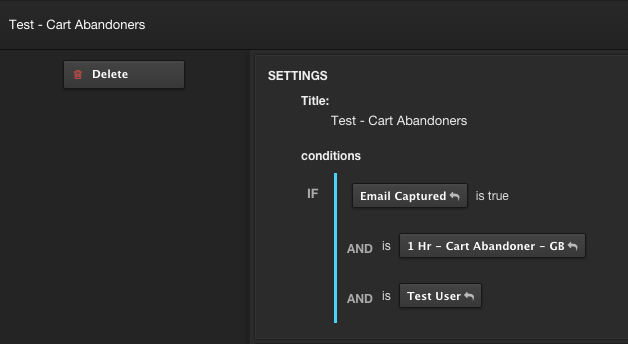 Test - Cart Abandoners
Delete
SETTINGS
Title:
Test - Cart Abandoners
conditions
IF Email Captured is true
AND is 1 Hr - Cart Abandoner - GB
AND is Test User